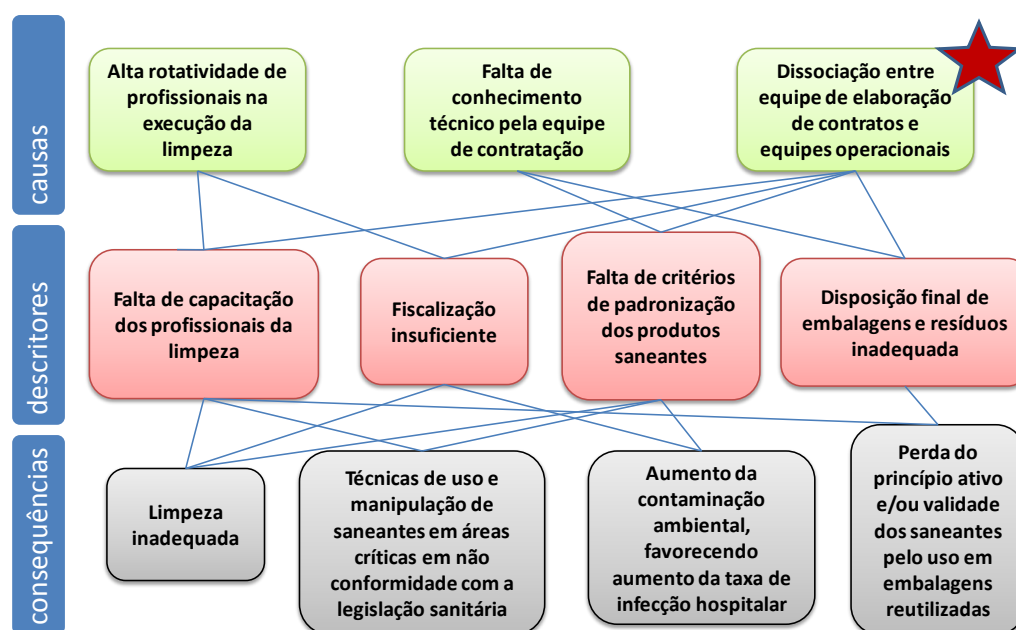 causas
Alta rotatividade de
profissionais na
execução da
limpeza
Falta de
conhecimento
técnico pela equipe
de contratação
Dissociação entre
equipe de elaboração
de contratos e
equipes operacionais
descritores
Falta de capacitação
dos profissionais da
limpeza
Fiscalização
insuficiente
Falta de critérios
de padronização
dos produtos
saneantes
Disposição final de
embalagens e resíduos
inadequada
consequências
Limpeza
inadequada
Técnicas de uso e
manipulação de
saneantes em áreas
críticas em não
conformidade com a
legislação sanitária
Aumento da
contaminação
ambiental,
favorecendo
aumento da taxa de
infecção hospitalar
Perda do
princípio ativo
e/ou validade
dos saneantes
pelo uso em
embalagens
reutilizadas